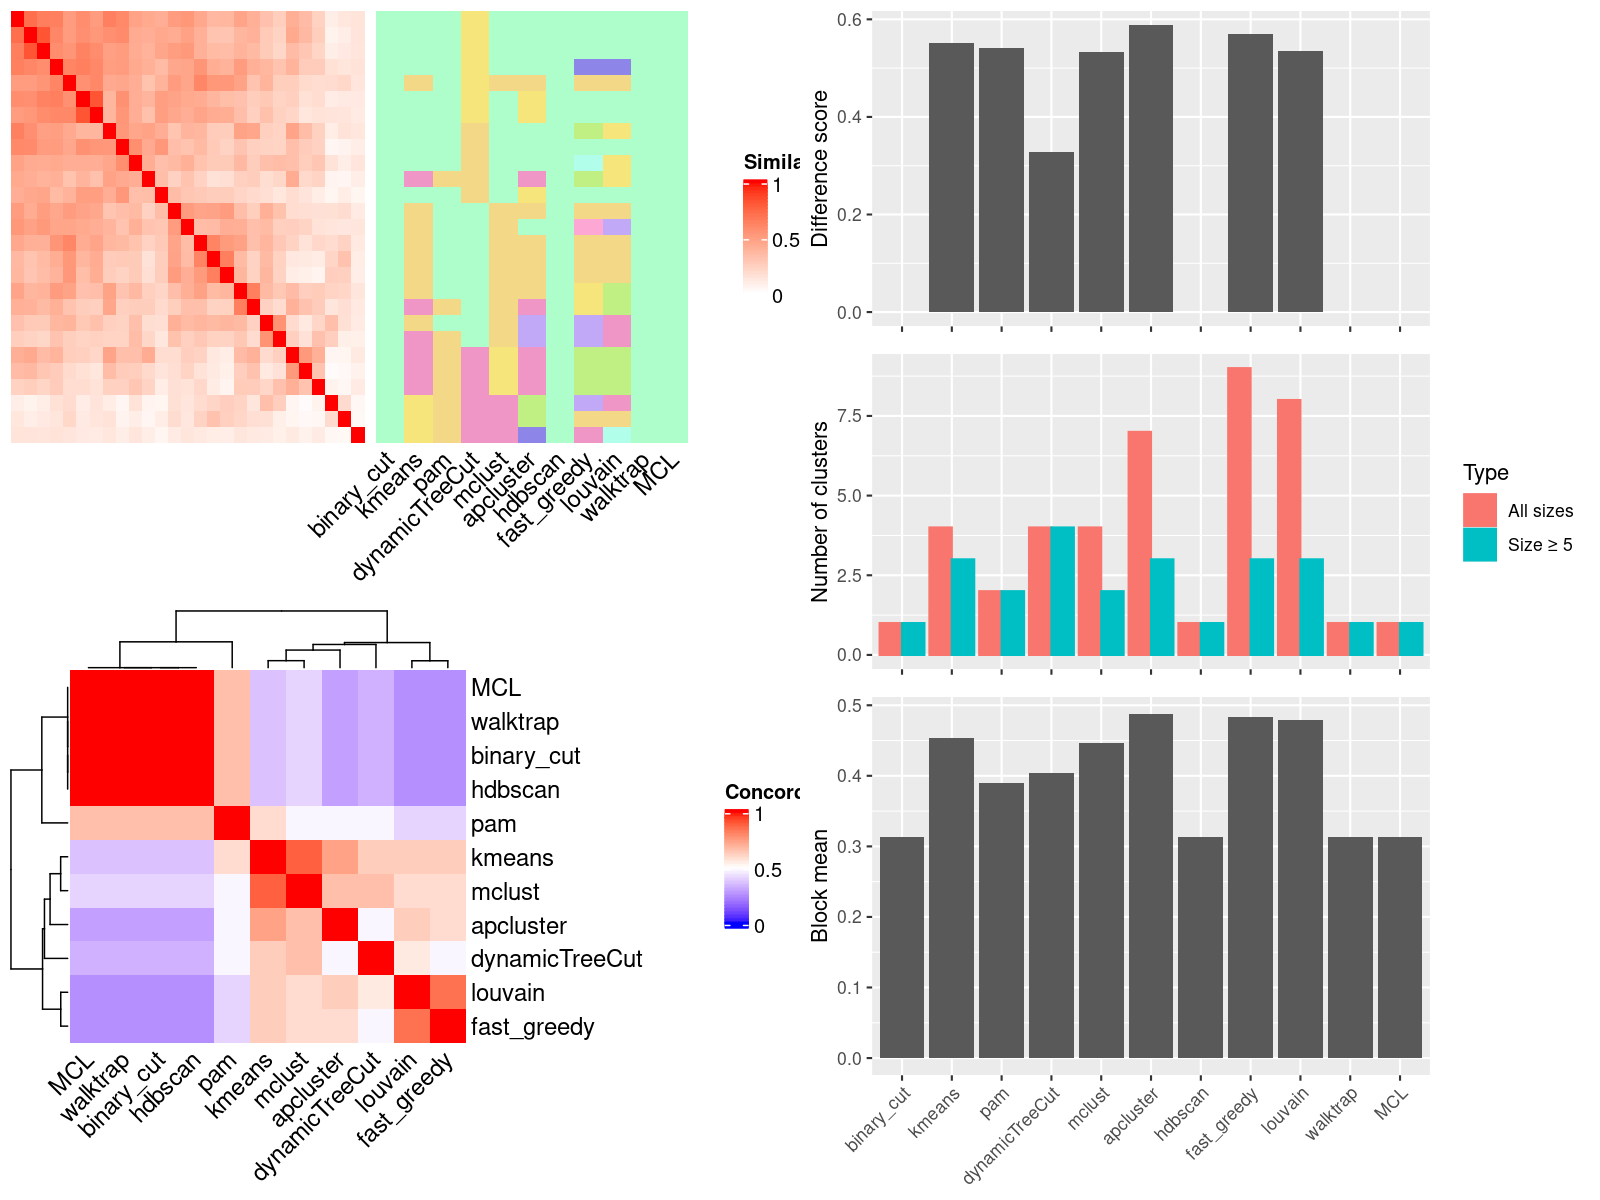 Simila
1
0.5
0
binary_cut
kmeans
pam
dynamicTreeCut
mclust
apcluster
hdbscan
fast_greedy
louvain
walktrap
MCL
MCL
walktrap
binary_cut
hdbscan
pam
kmeans
mclust
apcluster
dynamicTreeCut
louvain
fast_greedy
MCL
walktrap
binary_cut
hdbscan
pam
kmeans
mclust
apcluster
dynamicTreeCut
louvain
fast_greedy
Concord
1
0.5
0
Difference score
0.6
0.4
0.2
0.0
Number of clusters
7.5
5.0
2.5
0.0
Type
All sizes
Size ≥ 5
Block mean
0.5
0.4
0.3
0.2
0.1
0.0
binary_cut
kmeans
pam
dynamicTreeCut
mclust
apcluster
hdbscan
fast_greedy
louvain
walktrap
MCL